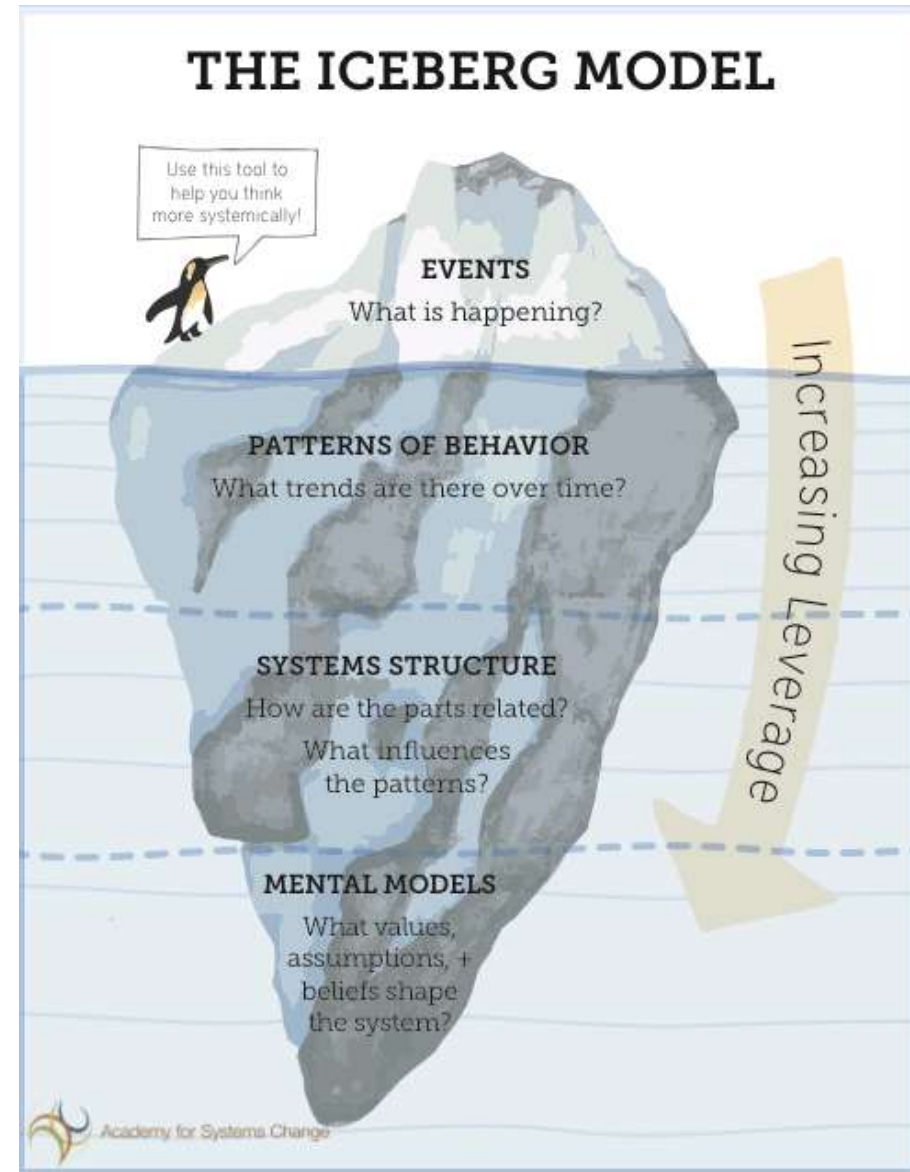 THE ICEBERG MODEL
Use this tool to
help you think
more systemically!
EVENTS
What is happening?
PATTERNS OF BEHAVIOR
What trends are there over time?
SYSTEMS STRUCTURE
How are the parts related?
What influences
the patterns?
MENTAL MODELS
What values,
assumptions, +
beliefs shape
the system?
Increasing Leverage
Academy for Systems Change